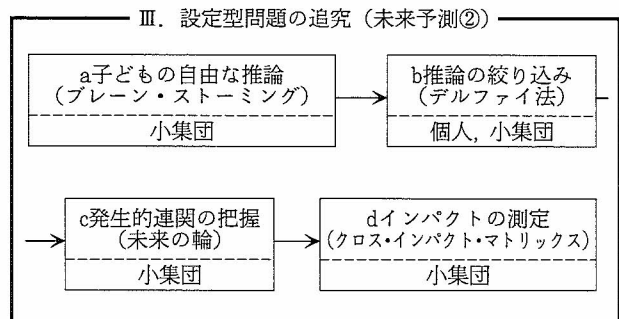 Ⅲ. 設定型問題の追究（未来予測②）
a子どもの自由な推論
（ブレーン・ストーミング）
小集団
b推論の絞り込み
（デルファイ法）
個人，小集団
c発生的連関の把握
（未来の輪）
小集団
dインパクトの測定
（クロス・インパクト・マトリックス）
小集団